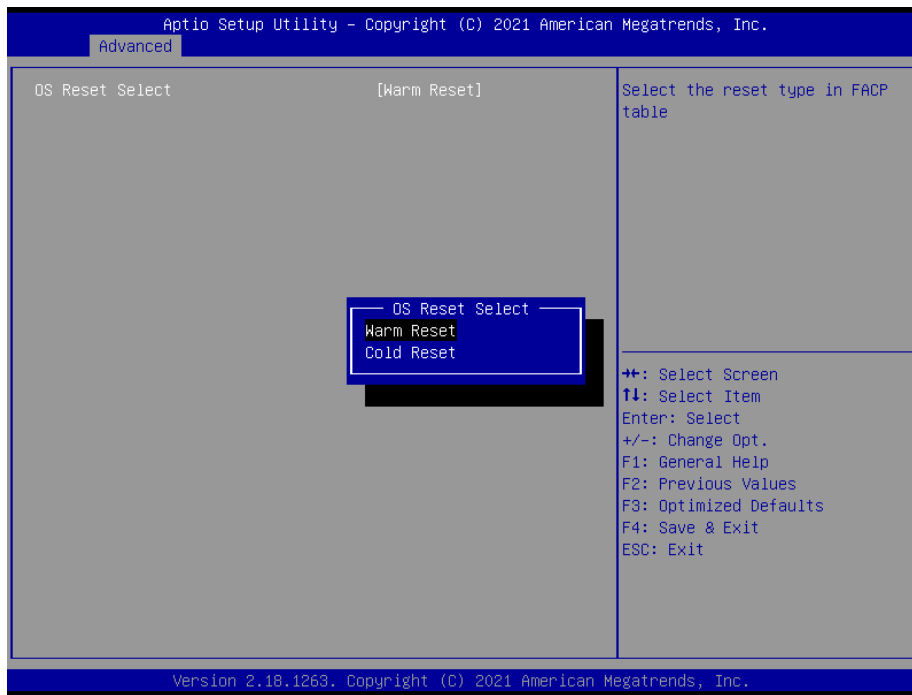 Aptio Setup Utility – Copyright (C) 2021 American Megatrends, Inc.
Advanced
OS Reset Select [Warm Reset]
Select the reset type in FACP
table
OS Reset Select
Warm Reset
Cold Reset
→←: Select Screen
↑↓: Select Item
Enter: Select
+/-: Change Opt.
F1: General Help
F2: Previous Values
F3: Optimized Defaults
F4: Save & Exit
ESC: Exit
Version 2.18.1263. Copyright (C) 2021 American Megatrends, Inc.